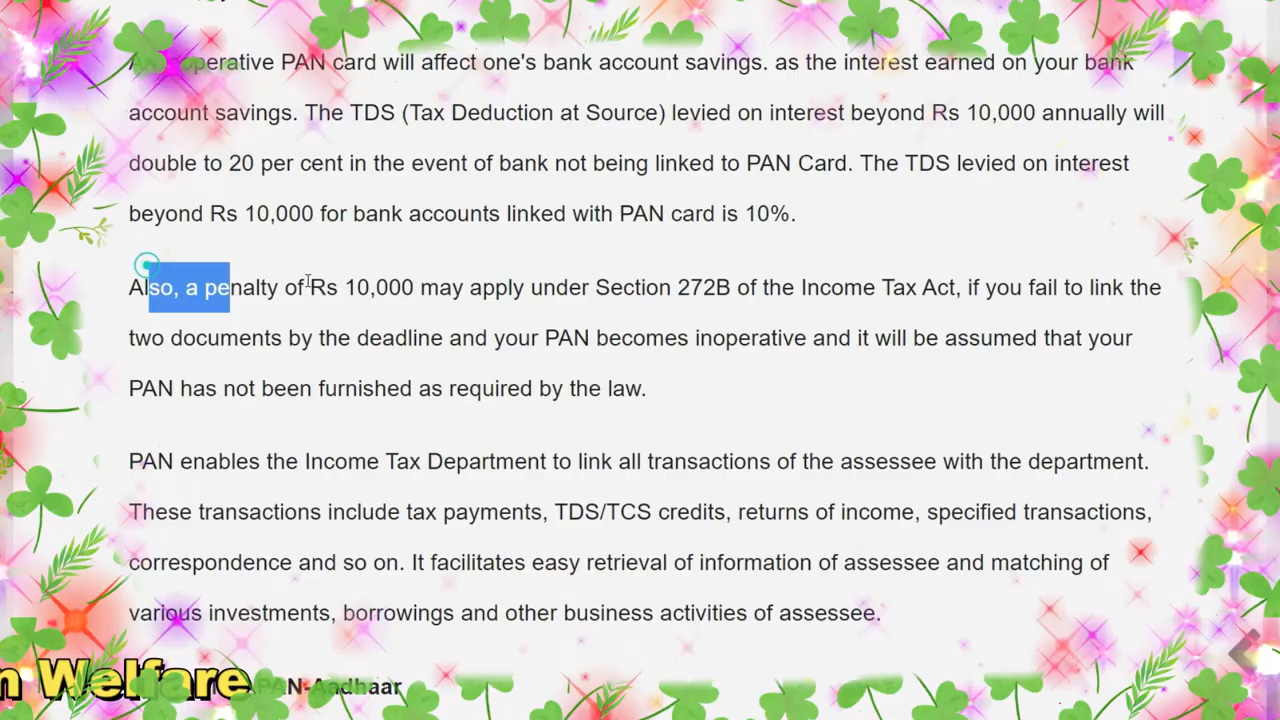 operative PAN card will affect one's bank account savings. as the interest earned on your bank
account savings. The TDS (Tax Deduction at Source) levied on interest beyond Rs 10,000 annually will
double to 20 per cent in the event of bank not being linked to PAN Card. The TDS levied on interest
beyond Rs 10,000 for bank accounts linked with PAN card is 10%.
Also, a penalty of Rs 10,000 may apply under Section 272B of the Income Tax Act, if you fail to link the
two documents by the deadline and your PAN becomes inoperative and it will be assumed that your
PAN has not been furnished as required by the law.
PAN enables the Income Tax Department to link all transactions of the assessee with the department.
These transactions include tax payments, TDS/TCS credits, returns of income, specified transactions,
correspondence and so on. It facilitates easy retrieval of information of assessee and matching of
various investments, borrowings and other business activities of assessee.
n Welfare
PAN-Aadhaar